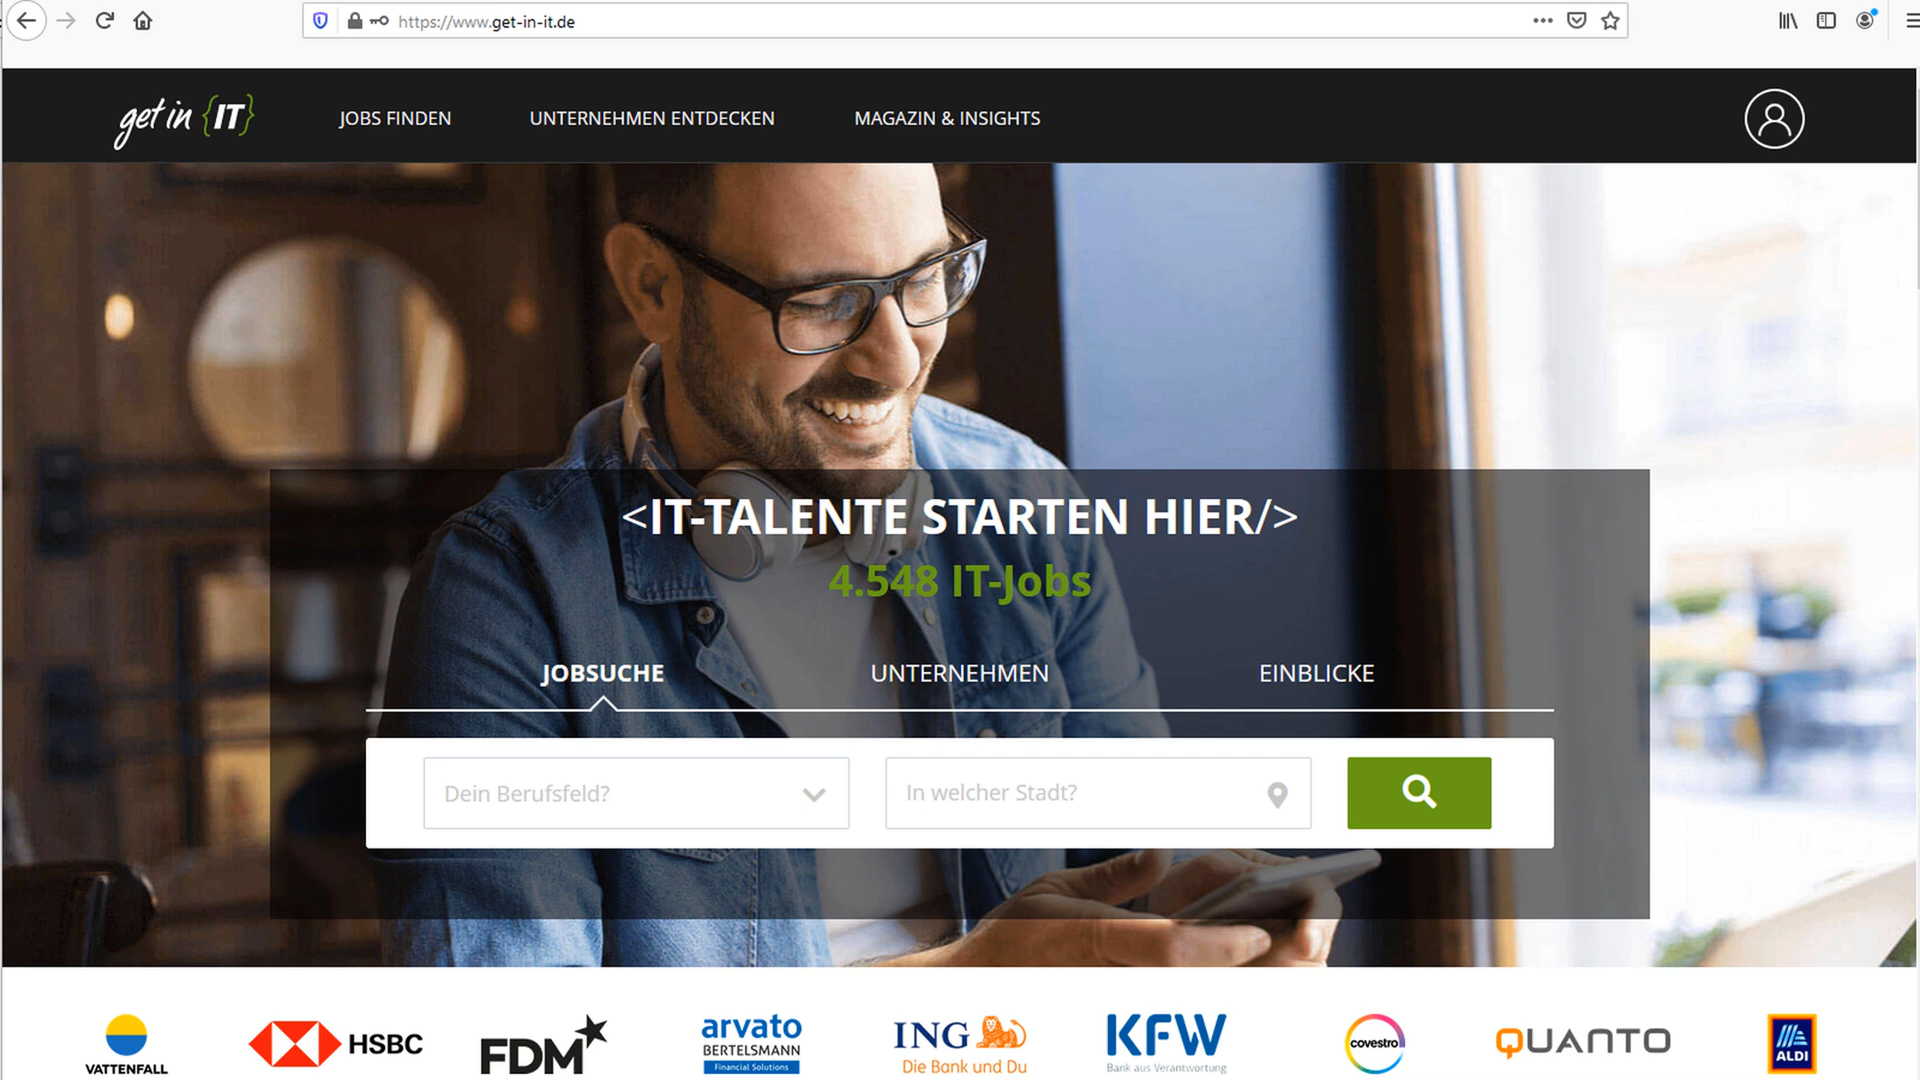 https://www.get-in-it.de
get in {IT}
JOBS FINDEN
UNTERNEHMEN ENTDECKEN
MAGAZIN & INSIGHTS
<IT-TALENTE STARTEN HIER/>
4.548 IT-Jobs
JOBSUCHE
UNTERNEHMEN
EINBLICKE
Dein Berufsfeld?
In welcher Stadt?
VATTENFALL
HSBC
FDM
arvato
BERTELSMANN
Financial Solutions
ING
Die Bank und Du
KFW
Bank aus Verantwortung
covestro
QUANTO
ALDI